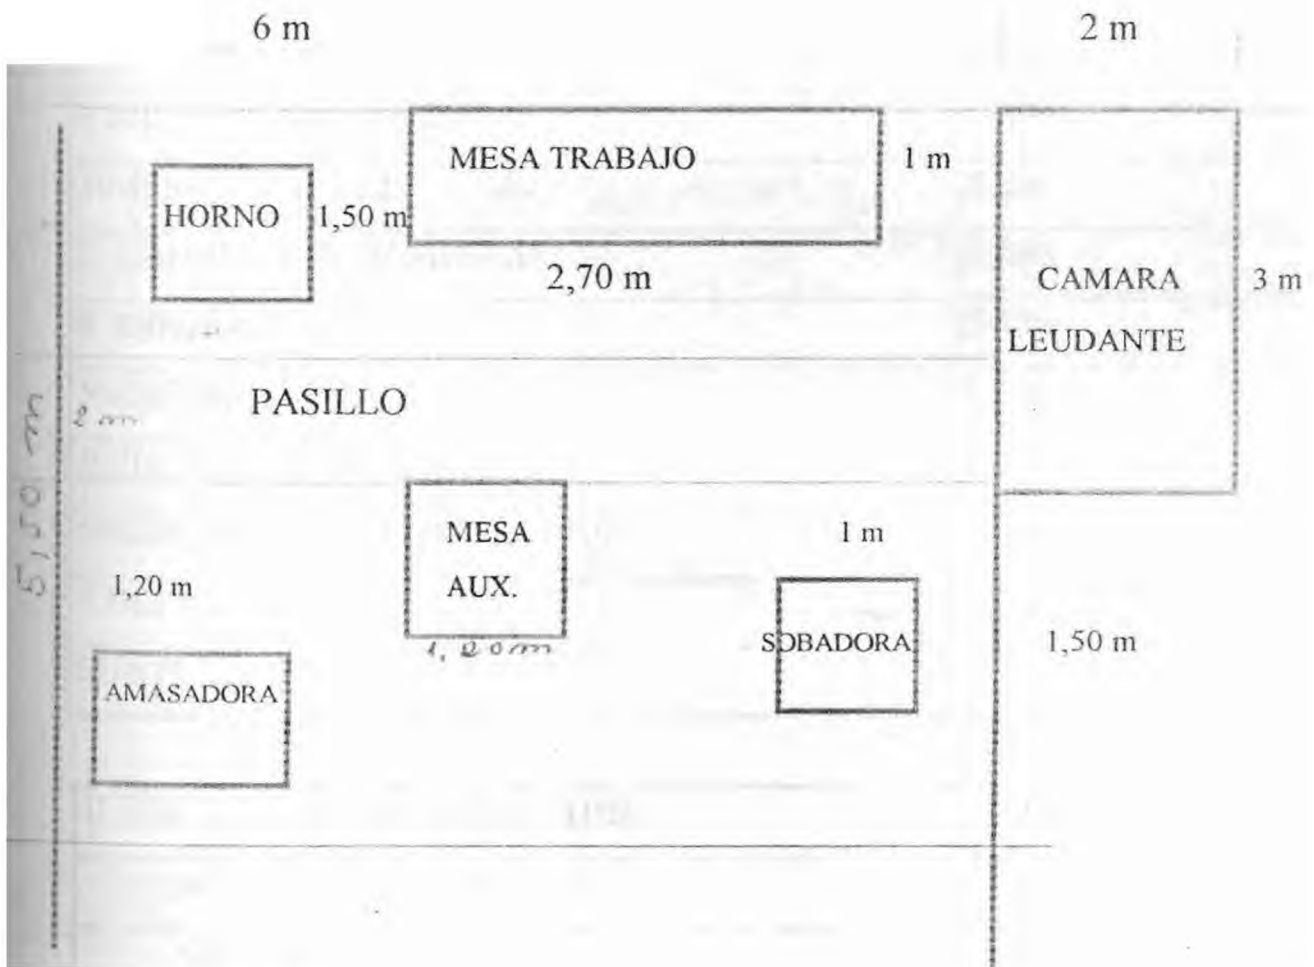 6 m
2 m
MESA TRABAJO
1 m
HORNO
1,50 m
2,70 m
CAMARA
LEUDANTE
3 m
PASILLO
2 m
5,50 m
MESA
AUX.
1,20 m
1 m
1,20 m
SOBADORA
1,50 m
AMASADORA